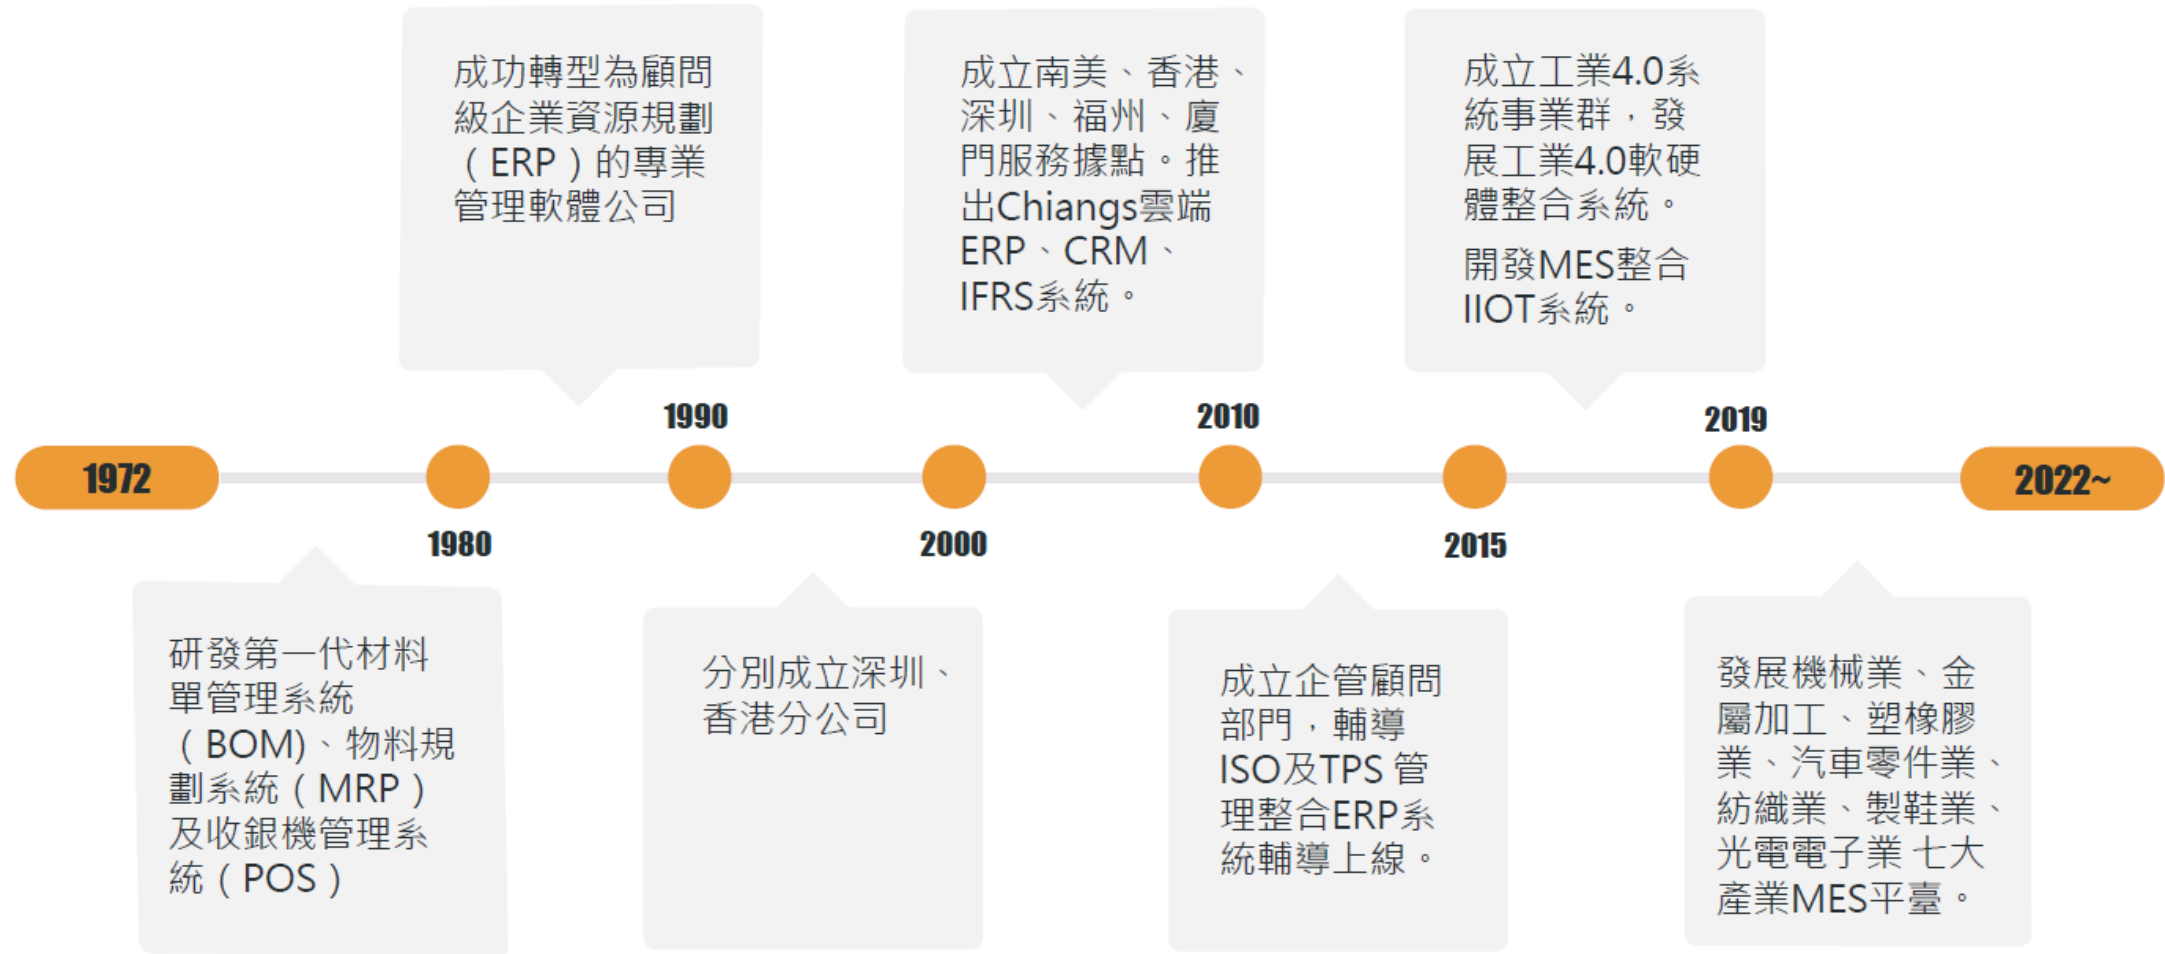 成功轉型為顧問
級企業資源規劃
（ERP）的專業
管理軟體公司
成立南美、香港、
深圳、福州、廈
門服務據點。推
出Chiangs雲端
ERP、CRM、
IFRS系統。
成立工業4.0系
統事業群，發
展工業4.0軟硬
體整合系統。
開發MES整合
IIOT系統。
1990
2010
2019
1972
2022~
1980
2000
2015
研發第一代材料
單管理系統
（BOM)、物料規
劃系統（MRP）
及收銀機管理系
統（POS）
分別成立深圳、
香港分公司
成立企管顧問
部門，輔導
ISO及TPS 管
理整合ERP系
統輔導上線。
發展機械業、金
屬加工、塑橡膠
業、汽車零件業、
紡織業、製鞋業、
光電電子業 七大
產業MES平臺。